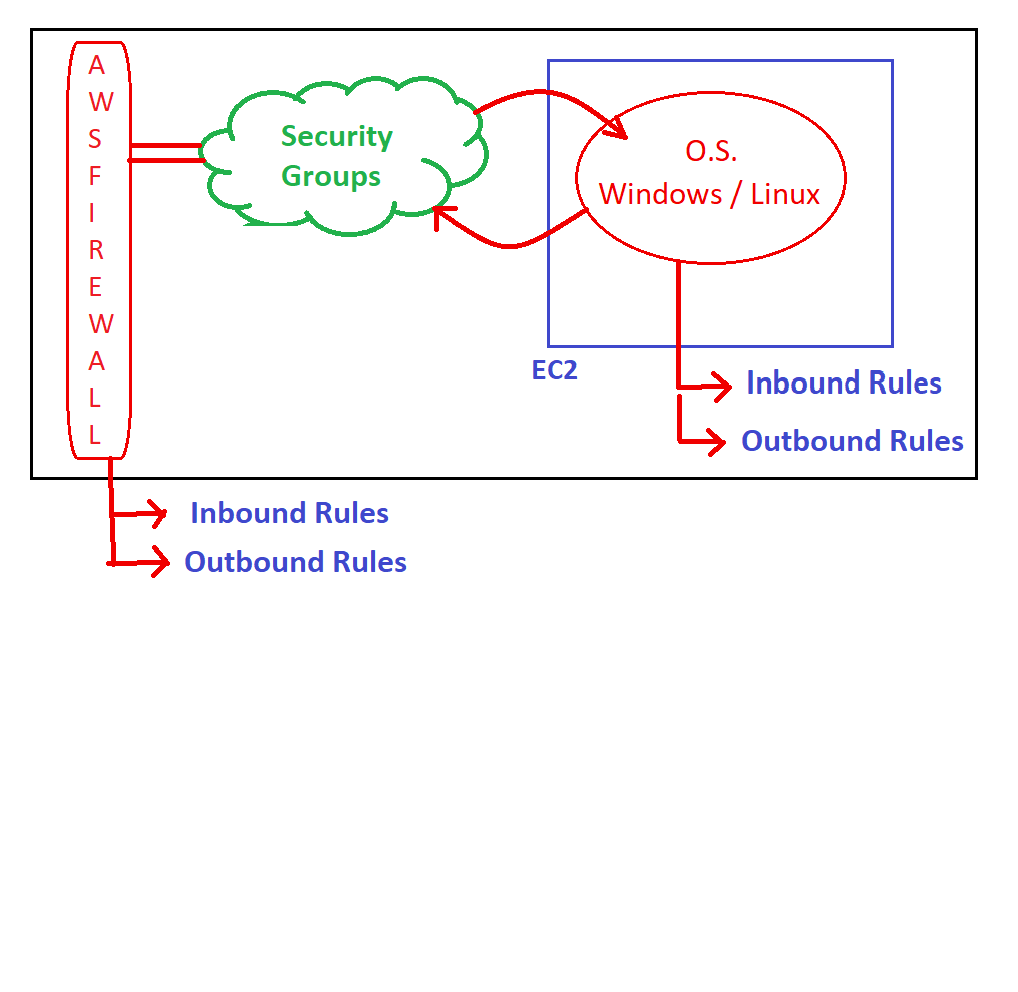 A
W
S
F
I
R
E
W
A
L
L
Security
Groups
O.S.
Windows / Linux
EC2
Inbound Rules
Outbound Rules
Inbound Rules
Outbound Rules